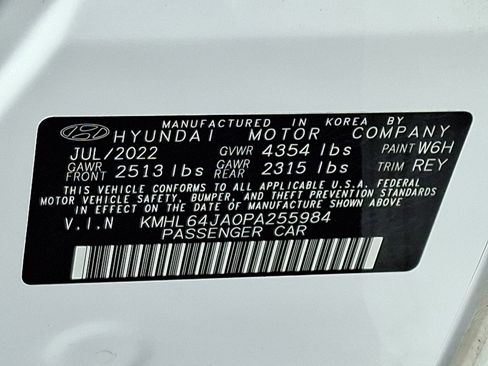 MANUFACTURED IN KOREA BY
HYUNDAI MOTOR COMPANY
JUL/2022 GVWR 4354 lbs PAINT W6H
GAWR FRONT 2513 lbs GAWR REAR 2315 lbs TRIM REY
THIS VEHICLE CONFORMS TO ALL APPLICABLE U.S.A. FEDERAL
MOTOR VEHICLE SAFETY, BUMPER, AND THEFT PREVENTION STANDARDS
IN EFFECT ON THE DATE OF MANUFACTURE SHOWN ABOVE
V.I.N KMHL64JA0PA255984
PASSENGER CAR